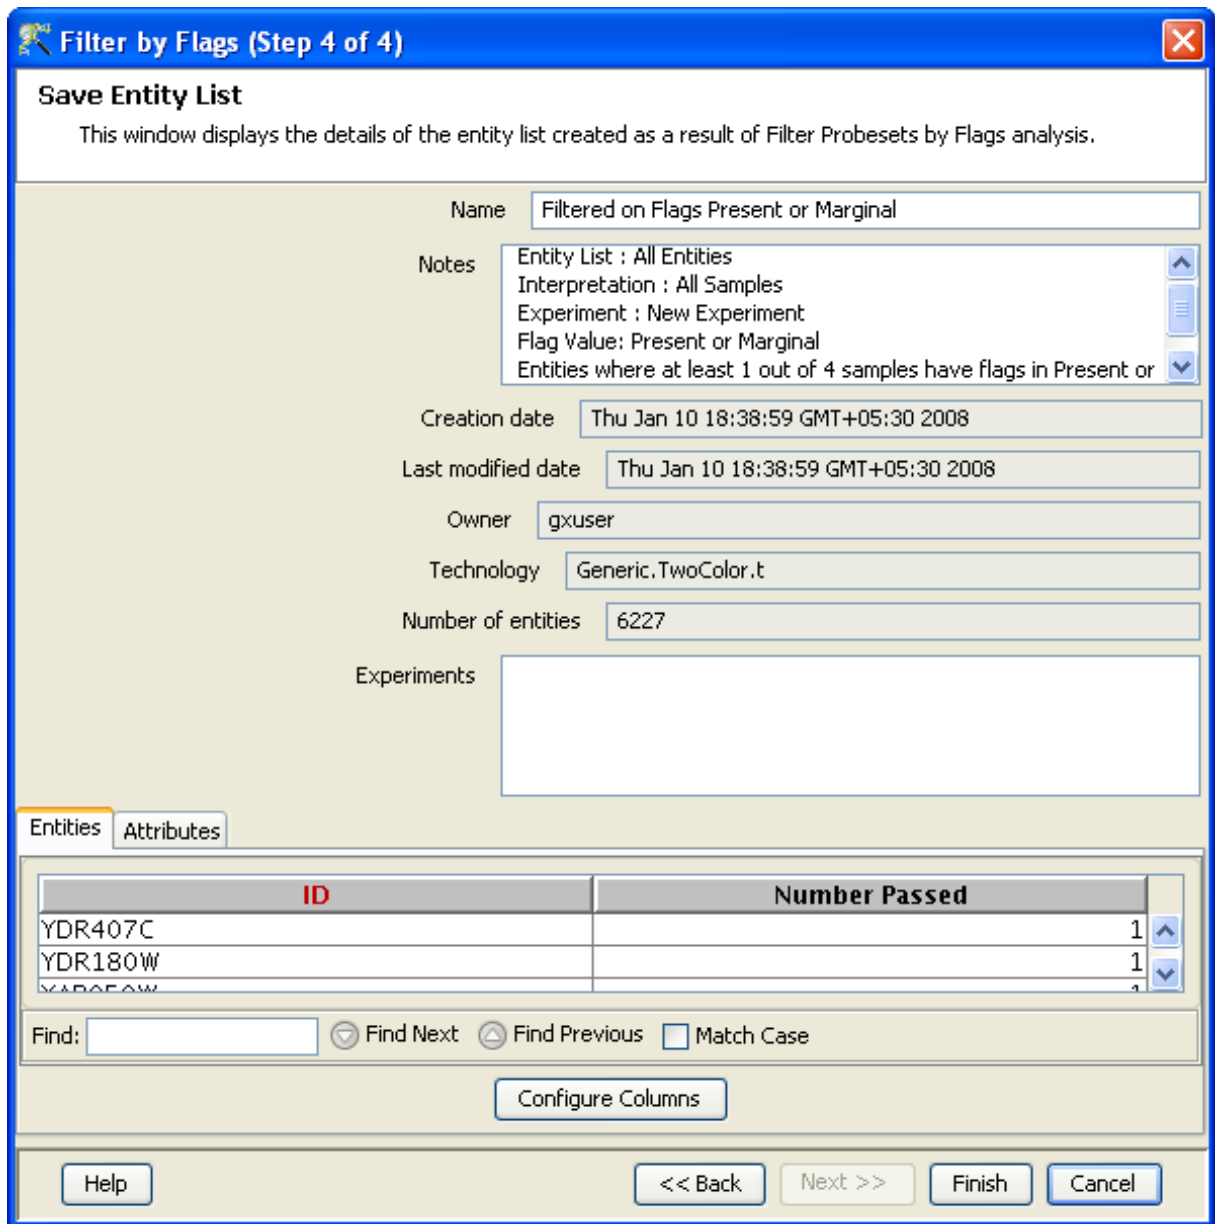 Filter by Flags (Step 4 of 4)
Save Entity List
This window displays the details of the entity list created as a result of Filter Probesets by Flags analysis.
Name Filtered on Flags Present or Marginal
Notes Entity List : All Entities
Interpretation : All Samples
Experiment : New Experiment
Flag Value: Present or Marginal
Entities where at least 1 out of 4 samples have flags in Present or
Creation date Thu Jan 10 18:38:59 GMT+05:30 2008
Last modified date Thu Jan 10 18:38:59 GMT+05:30 2008
Owner gxuser
Technology Generic.TwoColor.t
Number of entities 6227
Experiments
Entities Attributes
ID Number Passed
YDR407C 1
YDR180W 1
Find: Find Next Find Previous Match Case
Configure Columns
Help << Back Next >> Finish Cancel